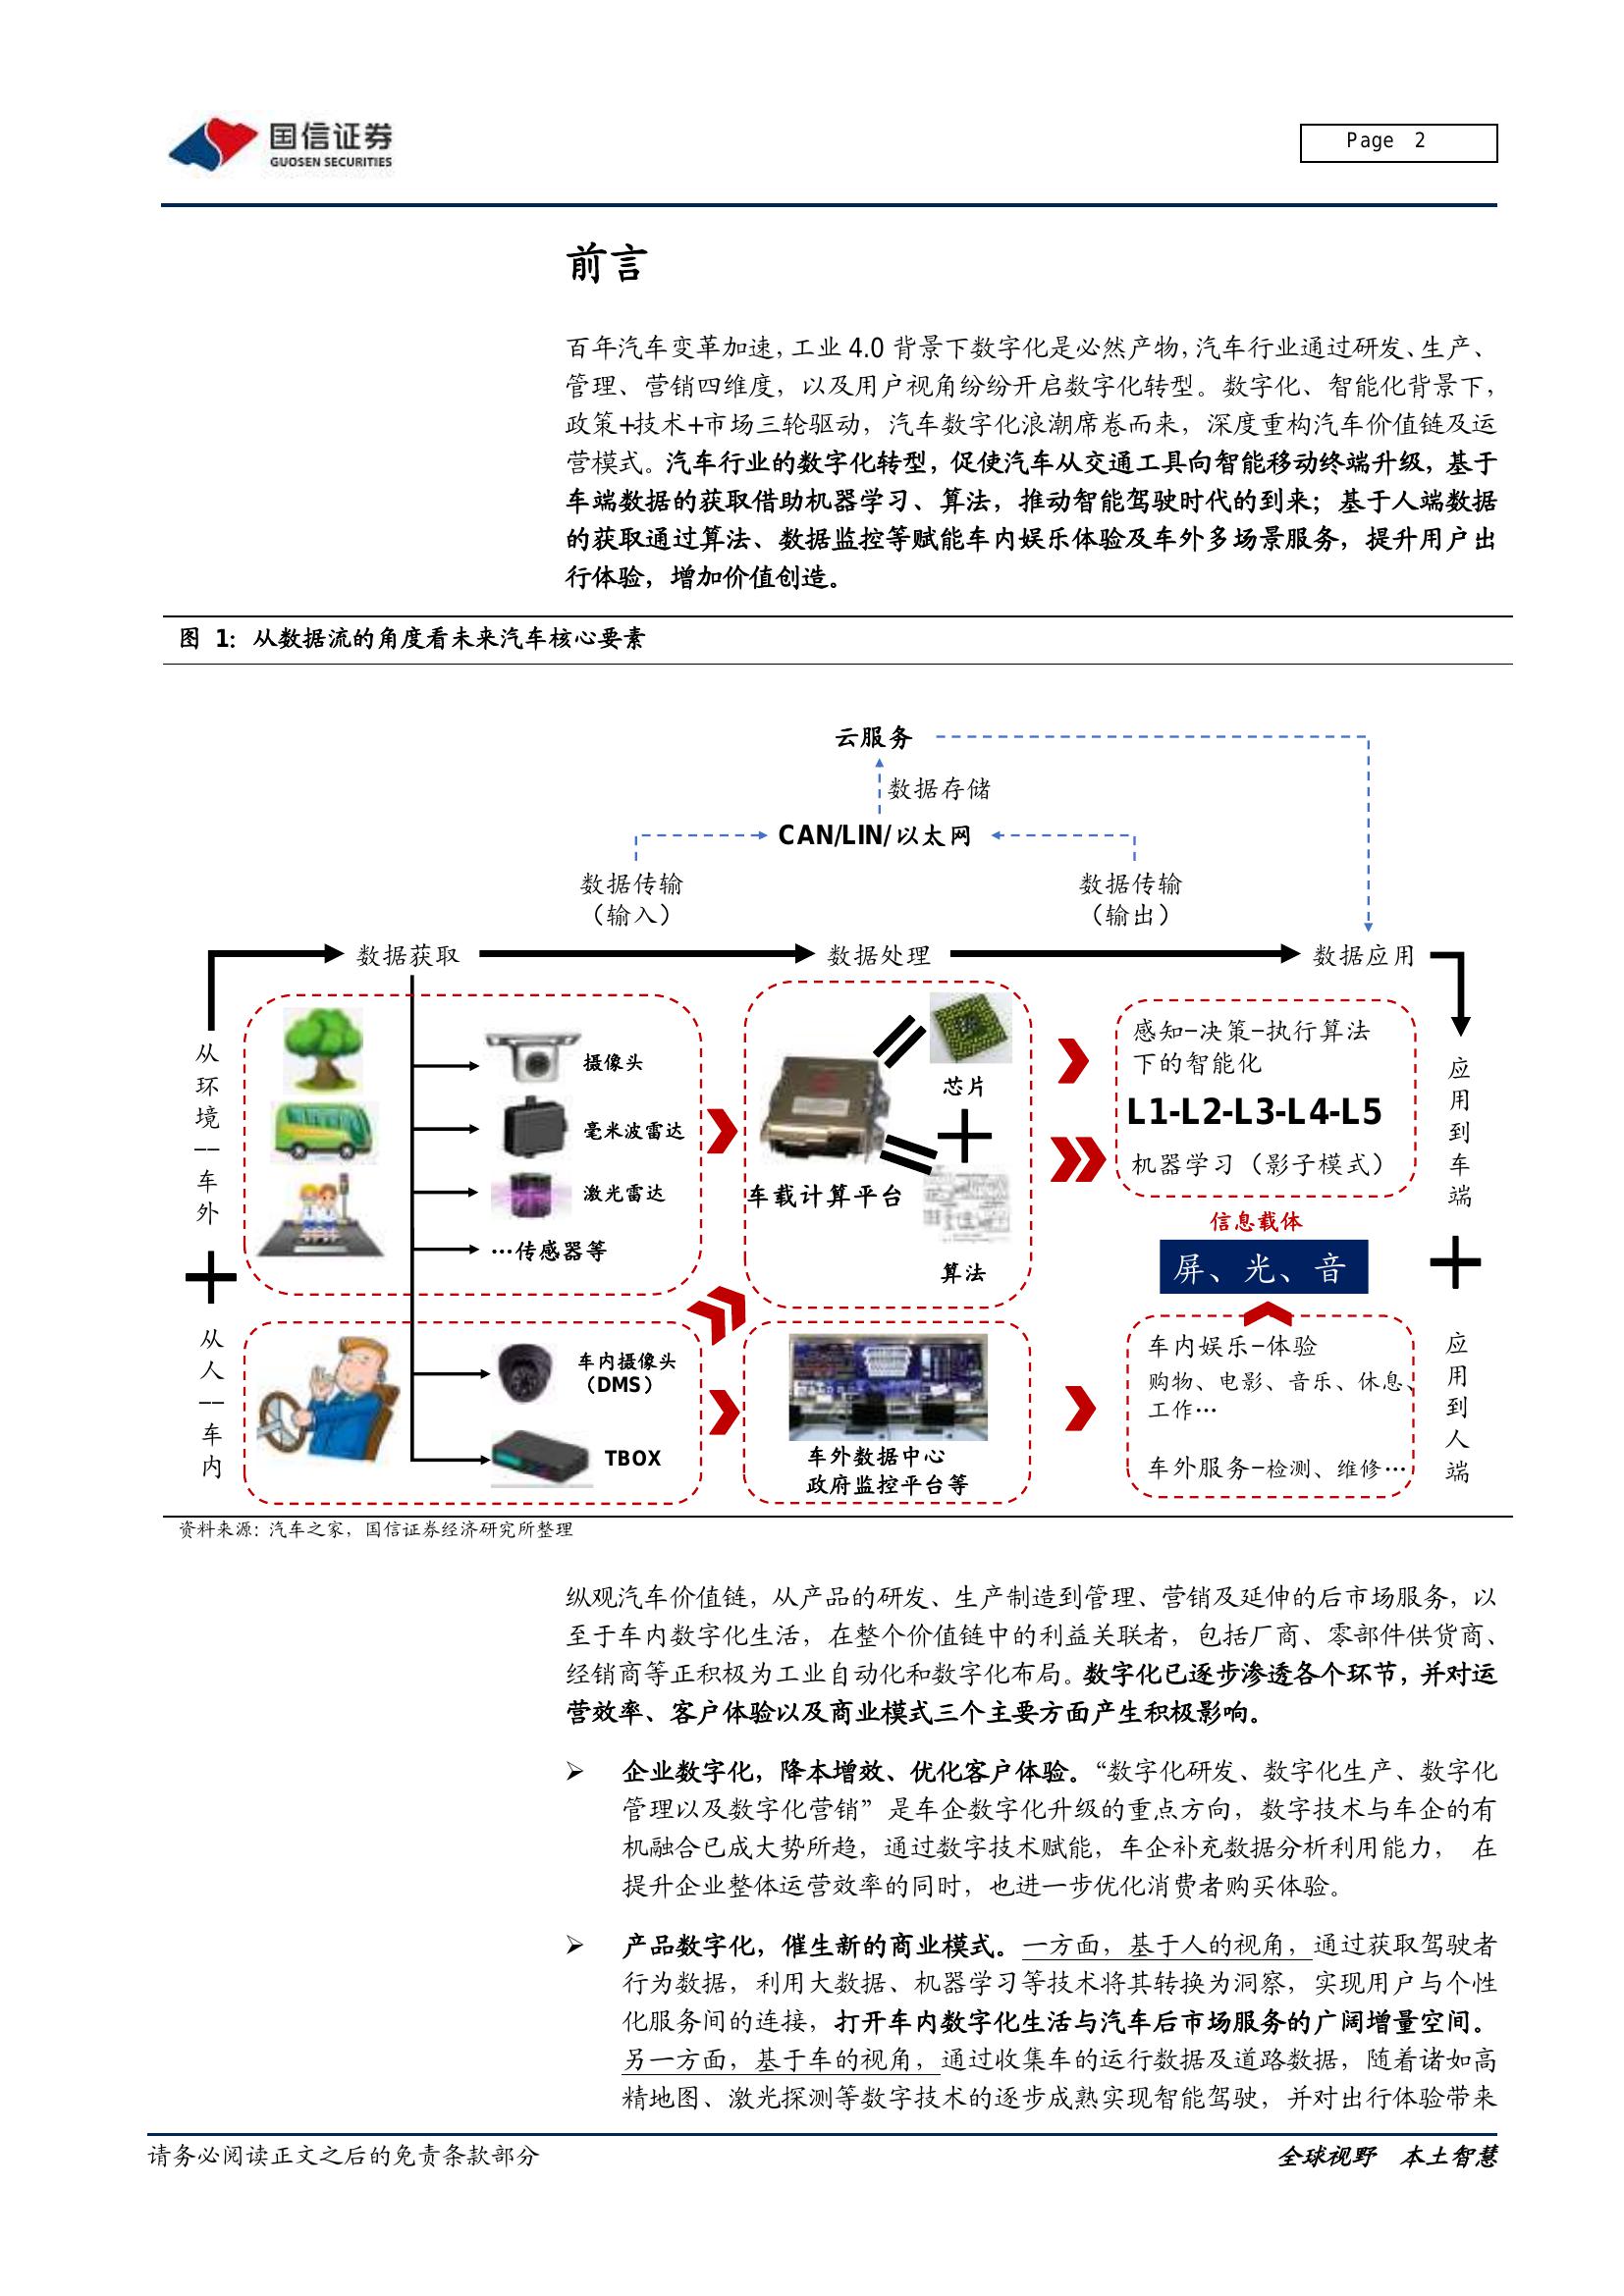 国信证券
GUOSEN SECURITIES
Page 2
前言
百年汽车变革加速，工业 4.0 背景下数字化是必然产物，汽车行业通过研发、生产、
管理、营销四维度，以及用户视角纷纷开启数字化转型。数字化、智能化背景下，
政策+技术+市场三轮驱动，汽车数字化浪潮席卷而来，深度重构汽车价值链及运
营模式。汽车行业的数字化转型，促使汽车从交通工具向智能移动终端升级，基于
车端数据的获取借助机器学习、算法，推动智能驾驶时代的到来；基于人端数据
的获取通过算法、数据监控等赋能车内娱乐体验及车外多场景服务，提升用户出
行体验，增加价值创造。
图 1：从数据流的角度看未来汽车核心要素
云服务
数据存储
CAN/LIN/以太网
数据传输
（输入）
数据传输
（输出）
数据获取
数据处理
数据应用
从环境——车外
从人——车内
摄像头
毫米波雷达
激光雷达
…传感器等
车内摄像头
（DMS）
TBOX
芯片
车载计算平台
算法
车外数据中心
政府监控平台等
感知-决策-执行算法
下的智能化
L1-L2-L3-L4-L5
机器学习（影子模式）
信息载体
屏、光、音
车内娱乐-体验
购物、电影、音乐、休息、
工作…
车外服务-检测、维修…
应用到车端
应用到人端
资料来源：汽车之家，国信证券经济研究所整理
纵观汽车价值链，从产品的研发、生产制造到管理、营销及延伸的后市场服务，以
至于车内数字化生活，在整个价值链中的利益关联者，包括厂商、零部件供货商、
经销商等正积极为工业自动化和数字化布局。数字化已逐步渗透各个环节，并对运
营效率、客户体验以及商业模式三个主要方面产生积极影响。
➢ 企业数字化，降本增效、优化客户体验。“数字化研发、数字化生产、数字化
管理以及数字化营销”是车企数字化升级的重点方向，数字技术与车企的有
机融合已成大势所趋，通过数字技术赋能，车企补充数据分析利用能力， 在
提升企业整体运营效率的同时，也进一步优化消费者购买体验。
➢ 产品数字化，催生新的商业模式。一方面，基于人的视角，通过获取驾驶者
行为数据，利用大数据、机器学习等技术将其转换为洞察，实现用户与个性
化服务间的连接，打开车内数字化生活与汽车后市场服务的广阔增量空间。
另一方面，基于车的视角，通过收集车的运行数据及道路数据，随着诸如高
精地图、激光探测等数字技术的逐步成熟实现智能驾驶，并对出行体验带来
请务必阅读正文之后的免责条款部分
全球视野 本土智慧